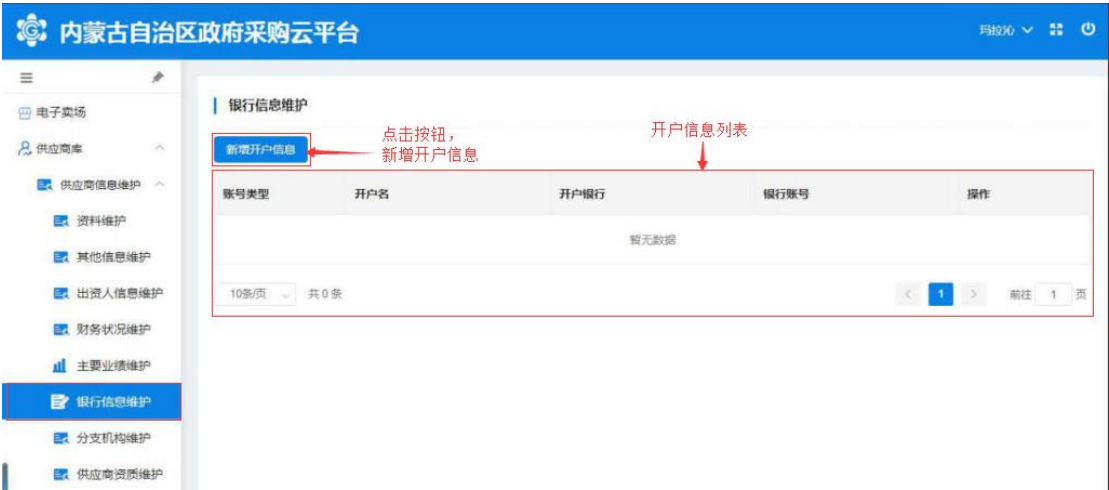 内蒙古自治区政府采购云平台
电子卖场
供应商库
供应商信息维护
资料维护
其他信息维护
出资人信息维护
财务状况维护
主要业绩维护
银行信息维护
分支机构维护
供应商资质维护
银行信息维护
新增开户信息
点击按钮，
新增开户信息
开户信息列表
账号类型 开户名 开户银行 银行账号 操作
暂无数据
10条/页 共 0 条 1 前往 1 页